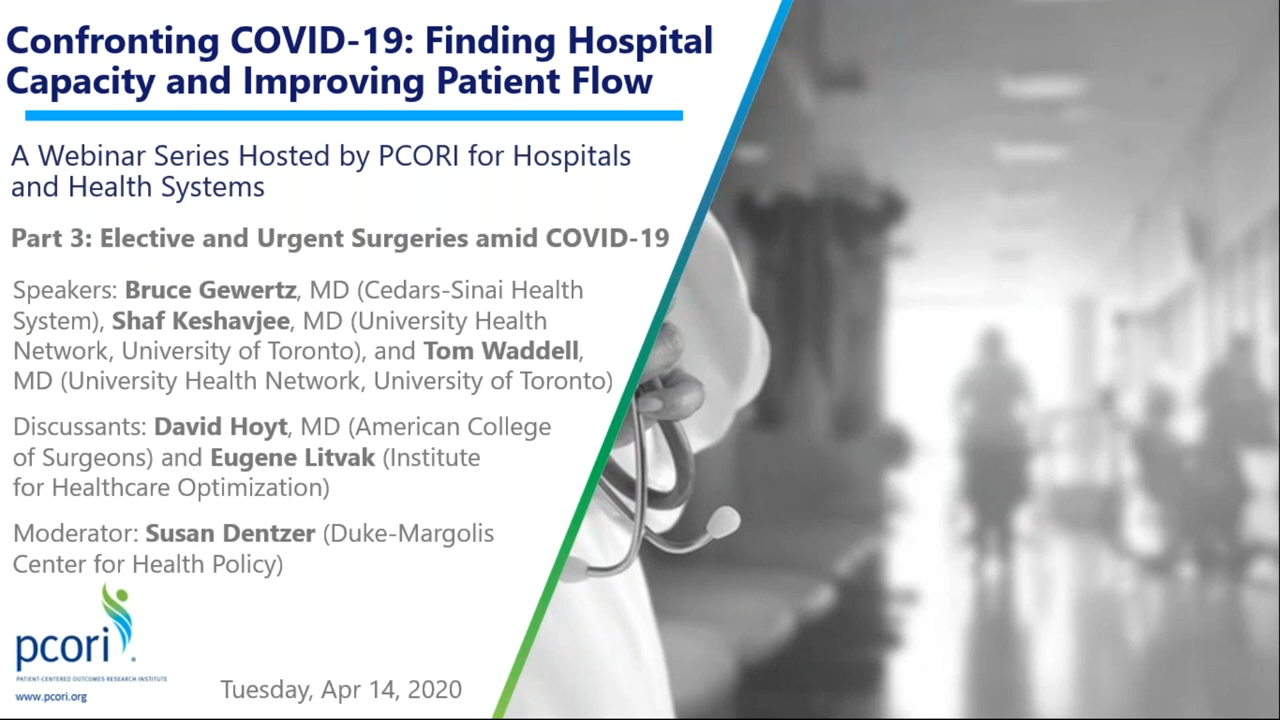 Confronting COVID-19: Finding Hospital
Capacity and Improving Patient Flow
A Webinar Series Hosted by PCORI for Hospitals
and Health Systems
Part 3: Elective and Urgent Surgeries amid COVID-19
Speakers: Bruce Gewertz, MD (Cedars-Sinai Health
System), Shaf Keshavjee, MD (University Health
Network, University of Toronto), and Tom Waddell,
MD (University Health Network, University of Toronto)
Discussants: David Hoyt, MD (American College
of Surgeons) and Eugene Litvak (Institute
for Healthcare Optimization)
Moderator: Susan Dentzer (Duke-Margolis
Center for Health Policy)
pcori®
PATIENT-CENTERED OUTCOMES RESEARCH INSTITUTE
www.pcori.org
Tuesday, Apr 14, 2020